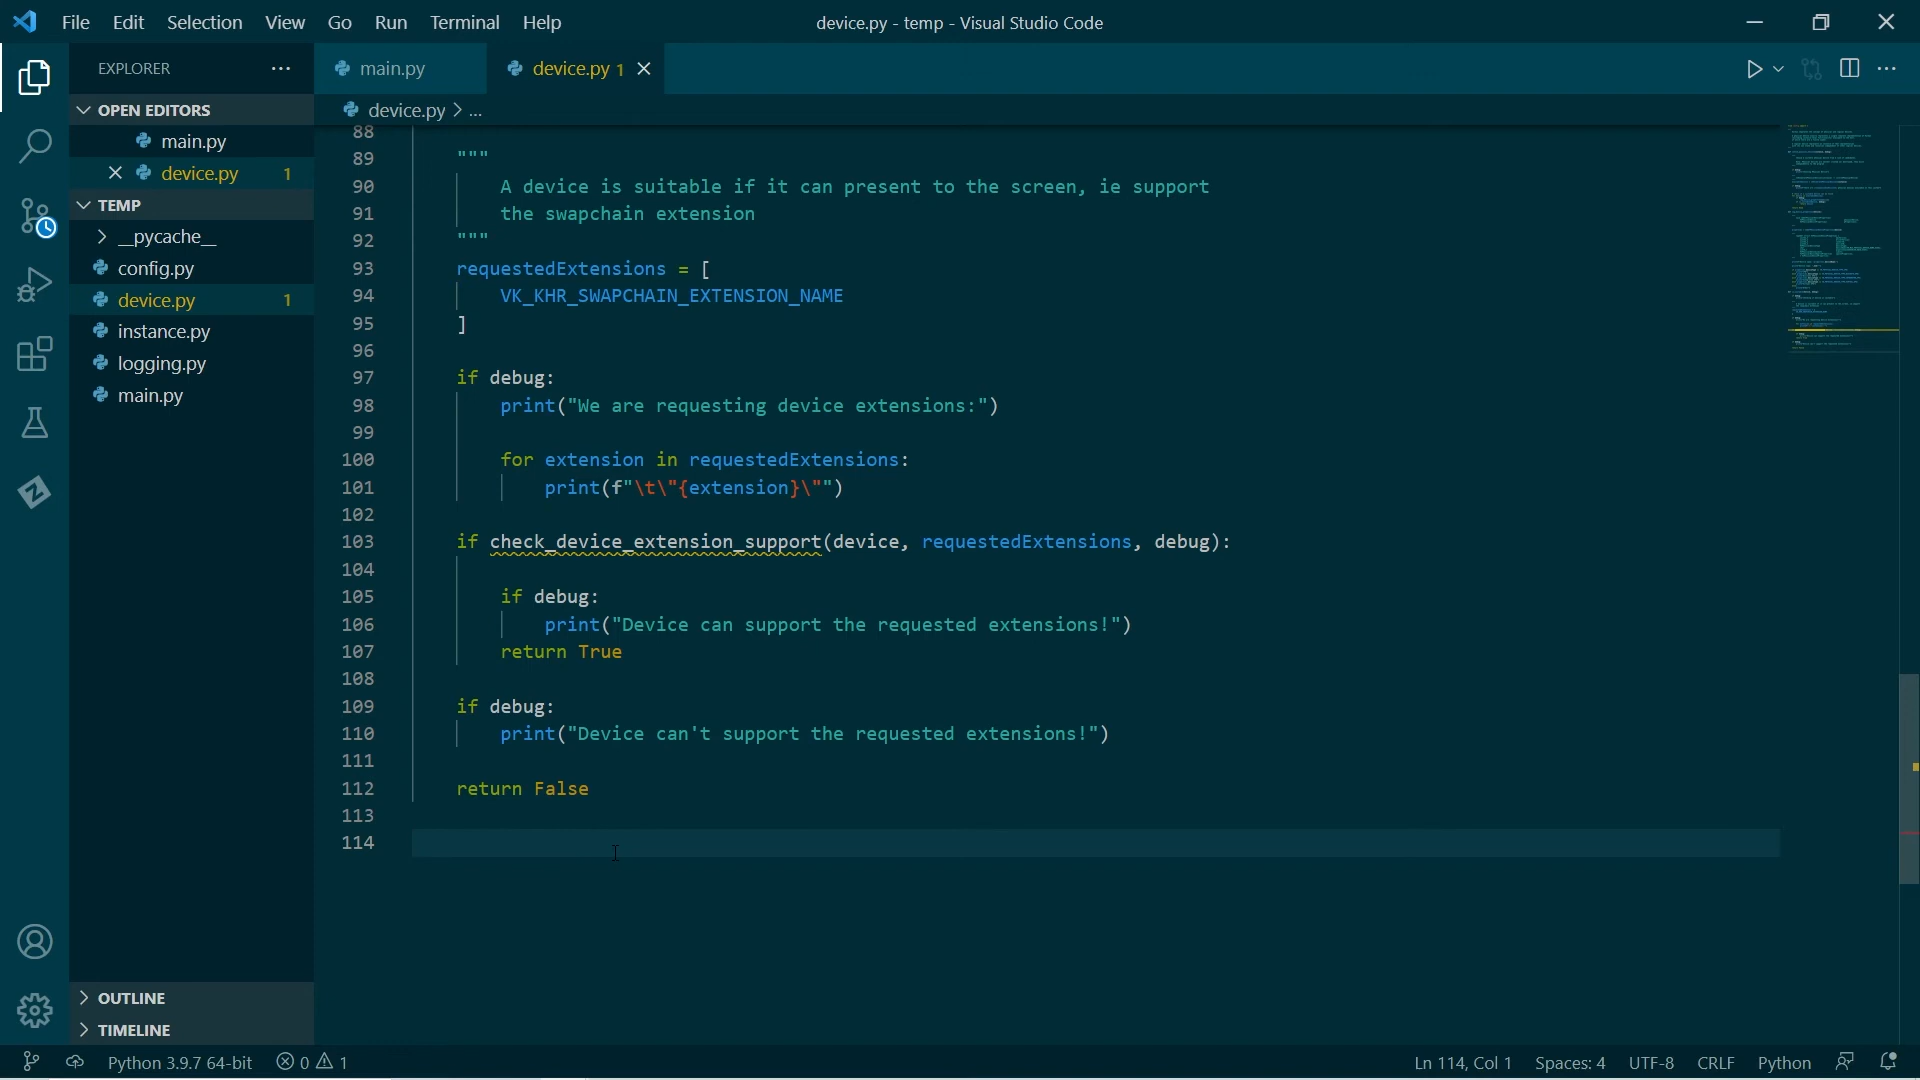 File Edit Selection View Go Run Terminal Help
device.py - temp - Visual Studio Code
EXPLORER
OPEN EDITORS
main.py
device.py 1
TEMP
__pycache__
config.py
device.py 1
instance.py
logging.py
main.py
OUTLINE
TIMELINE
main.py device.py 1
device.py > ...
88
89 """
90 A device is suitable if it can present to the screen, ie support
91 the swapchain extension
92 """
93 requestedExtensions = [
94 VK_KHR_SWAPCHAIN_EXTENSION_NAME
95 ]
96
97 if debug:
98 print("We are requesting device extensions:")
99
100 for extension in requestedExtensions:
101 print(f"\t\"{extension}\"")
102
103 if check_device_extension_support(device, requestedExtensions, debug):
104
105 if debug:
106 print("Device can support the requested extensions!")
107 return True
108
109 if debug:
110 print("Device can't support the requested extensions!")
111
112 return False
113
114
Python 3.9.7 64-bit 0 1 Ln 114, Col 1 Spaces: 4 UTF-8 CRLF Python